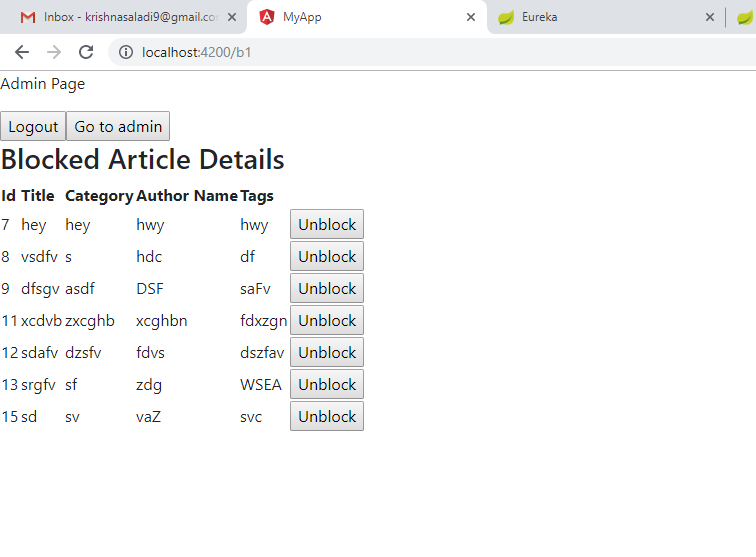 Inbox - krishnasaladi9@gmail.co
MyApp
Eureka
localhost:4200/b1
Admin Page
Logout Go to admin
Blocked Article Details
Id Title Category Author Name Tags
7 hey hey hwy hwy Unblock
8 vsdfv s hdc df Unblock
9 dfsgv asdf DSF saFv Unblock
11 xcdvb zxcghb xcghbn fdxzgn Unblock
12 sdafv dzsfv fdvs dszfav Unblock
13 srgfv sf zdg WSEA Unblock
15 sd sv vaZ svc Unblock